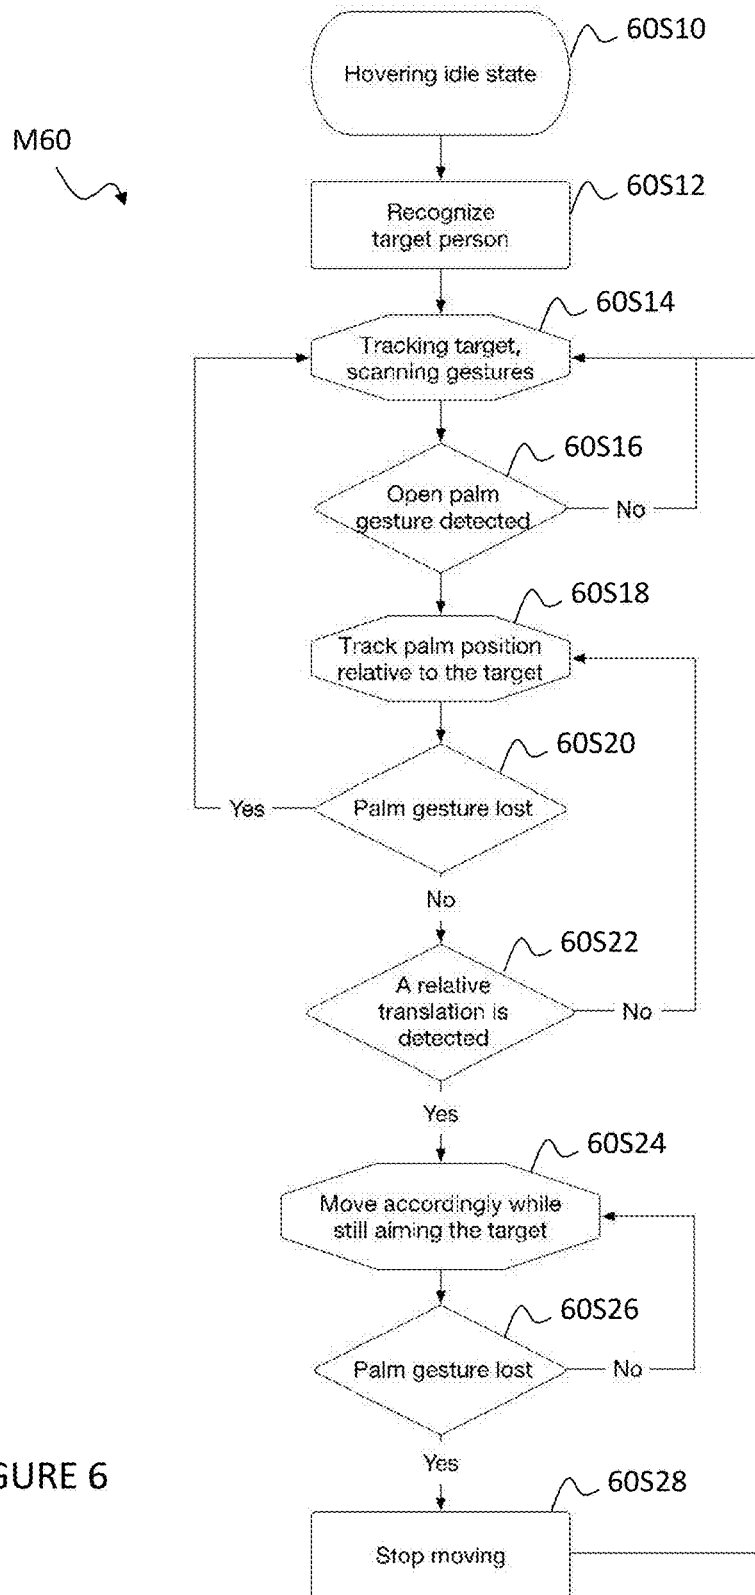 60S10
Hovering idle state
M60
60S12
Recognize
target person
60S14
Tracking target,
scanning gestures
60S16
Open palm
gesture detected
No
60S18
Track palm position
relative to the target
60S20
Yes
Palm gesture lost
No
60S22
A relative
translation is
detected
No
Yes
60S24
Move accordingly while
still aiming the target
60S26
Palm gesture lost
No
Yes
GURE 6
60S28
Stop moving